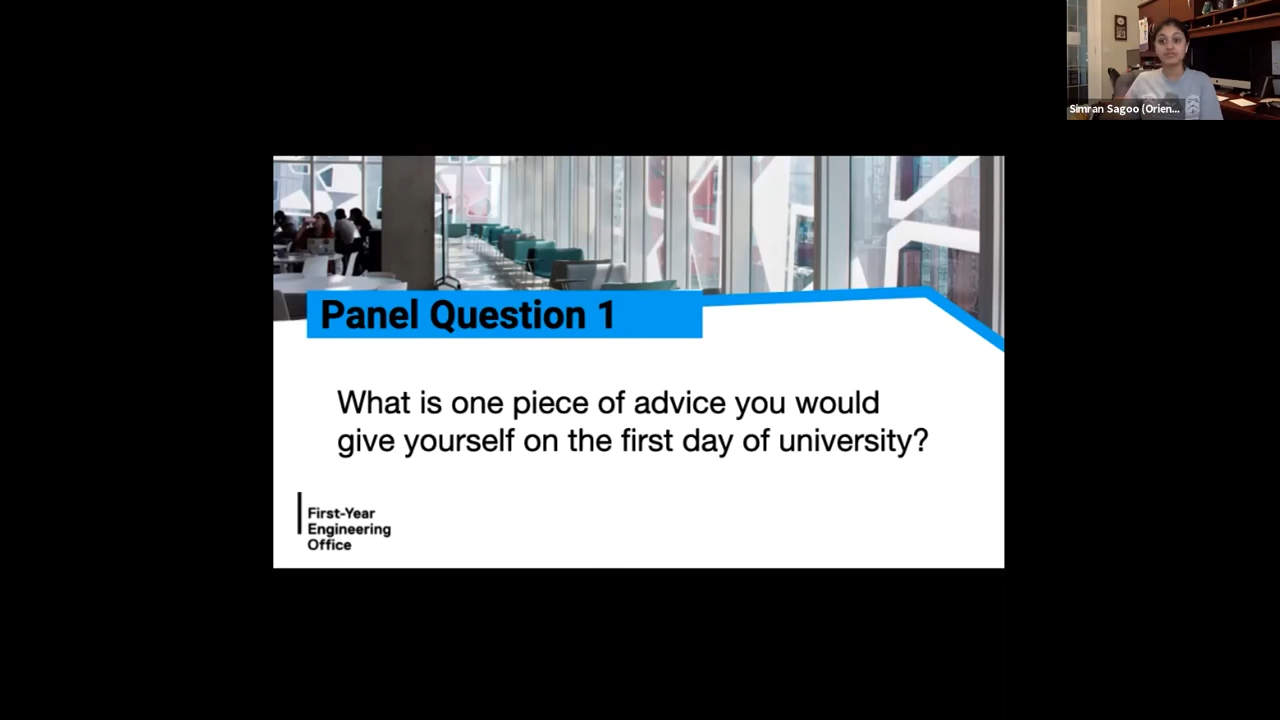 Simran Sagoo (Orien...
Panel Question 1
What is one piece of advice you would
give yourself on the first day of university?
First-Year
Engineering
Office